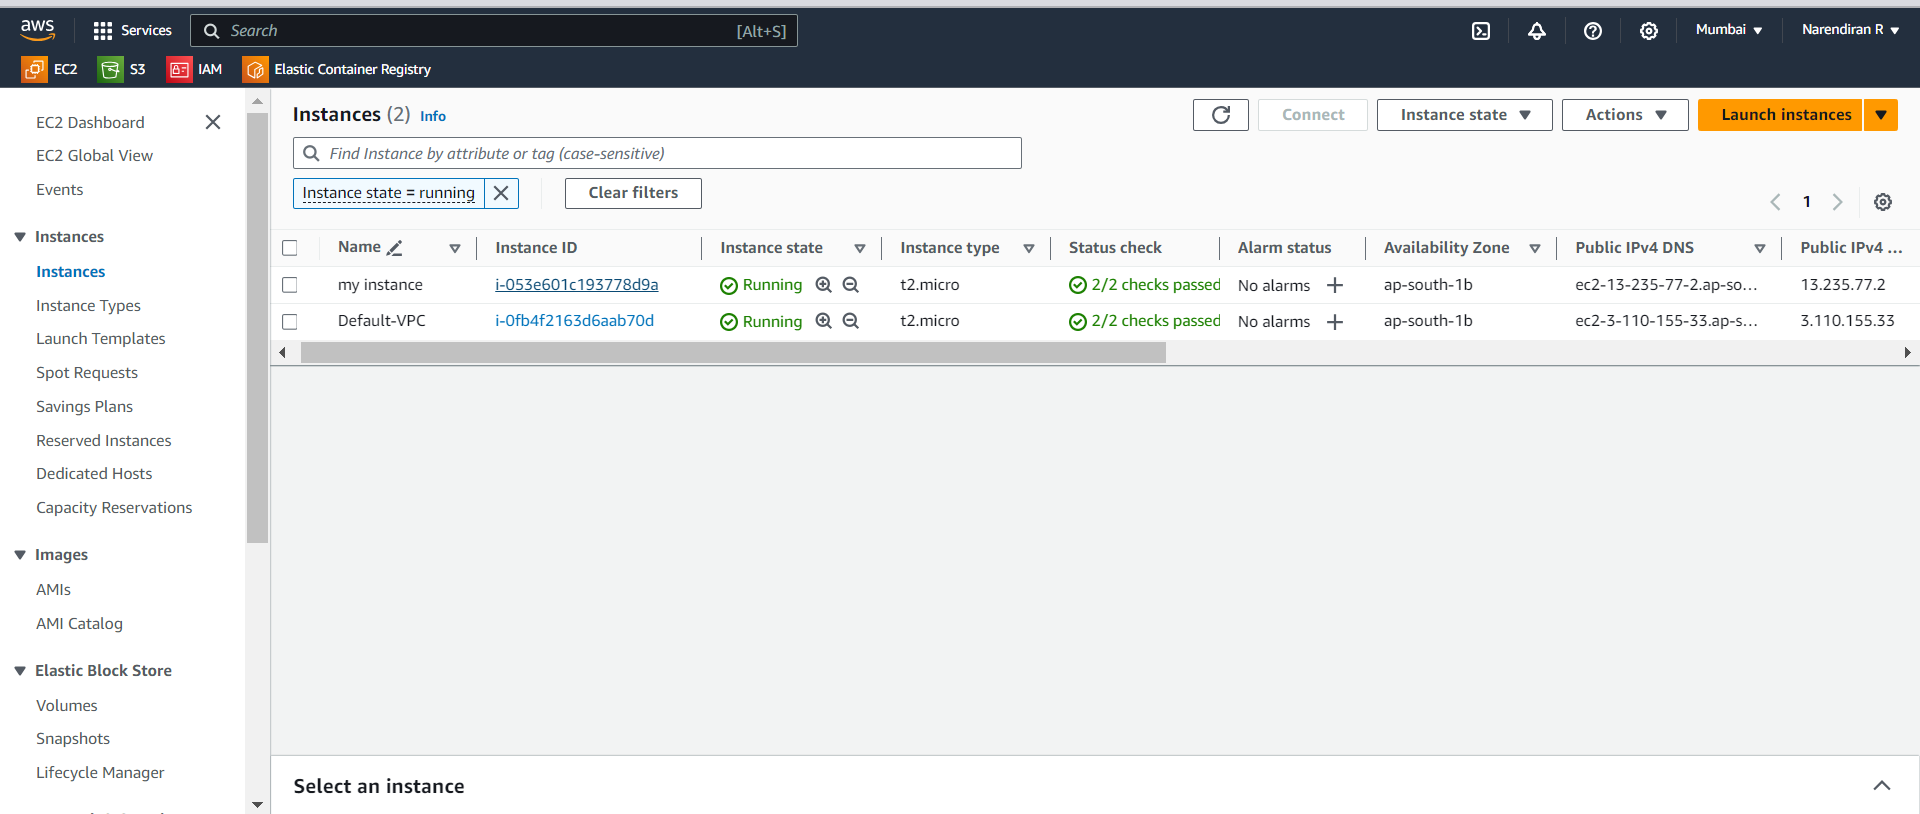 aws Services Search [Alt+S] Mumbai Narendiran R
EC2 S3 IAM Elastic Container Registry
EC2 Dashboard
EC2 Global View
Events
Instances
Instances
Instance Types
Launch Templates
Spot Requests
Savings Plans
Reserved Instances
Dedicated Hosts
Capacity Reservations
Images
AMIs
AMI Catalog
Elastic Block Store
Volumes
Snapshots
Lifecycle Manager
Instances (2) Info Connect Instance state Actions Launch instances
Find Instance by attribute or tag (case-sensitive)
Instance state = running Clear filters
1
Name Instance ID Instance state Instance type Status check Alarm status Availability Zone Public IPv4 DNS Public IPv4 ...
my instance i-053e601c193778d9a Running t2.micro 2/2 checks passed No alarms + ap-south-1b ec2-13-235-77-2.ap-so... 13.235.77.2
Default-VPC i-0fb4f2163d6aab70d Running t2.micro 2/2 checks passed No alarms + ap-south-1b ec2-3-110-155-33.ap-s... 3.110.155.33
Select an instance